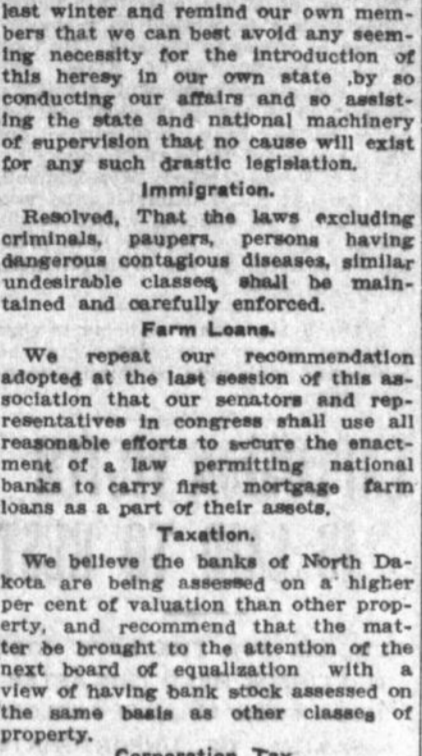 last winter and remind our own mem-
bers that we can best avoid any seem-
ing necessity for the introduction of
this heresy in our own state ,by so
conducting our affairs and so assist-
ing the state and national machinery
of supervision that no cause will exist
for any such drastic legislation.
Immigration.
Resolved, That the laws excluding
criminals, paupers, persons having
dangerous contagious diseases, similar
undesirable classes, shall be main-
tained and carefully enforced.
Farm Loans.
We repeat our recommendation
adopted at the last session of this as-
sociation that our senators and rep-
resentatives in congress shall use all
reasonable efforts to secure the enact-
ment of a law permitting national
banks to carry first mortgage farm
loans as a part of their assets.
Taxation.
We believe the banks of North Da-
kota are being assessed on a higher
per cent of valuation than other prop-
erty, and recommend that the mat-
ter be brought to the attention of the
next board of equalization with a
view of having bank stock assessed on
the same basis as other classes of
property.
Corporation Tax.